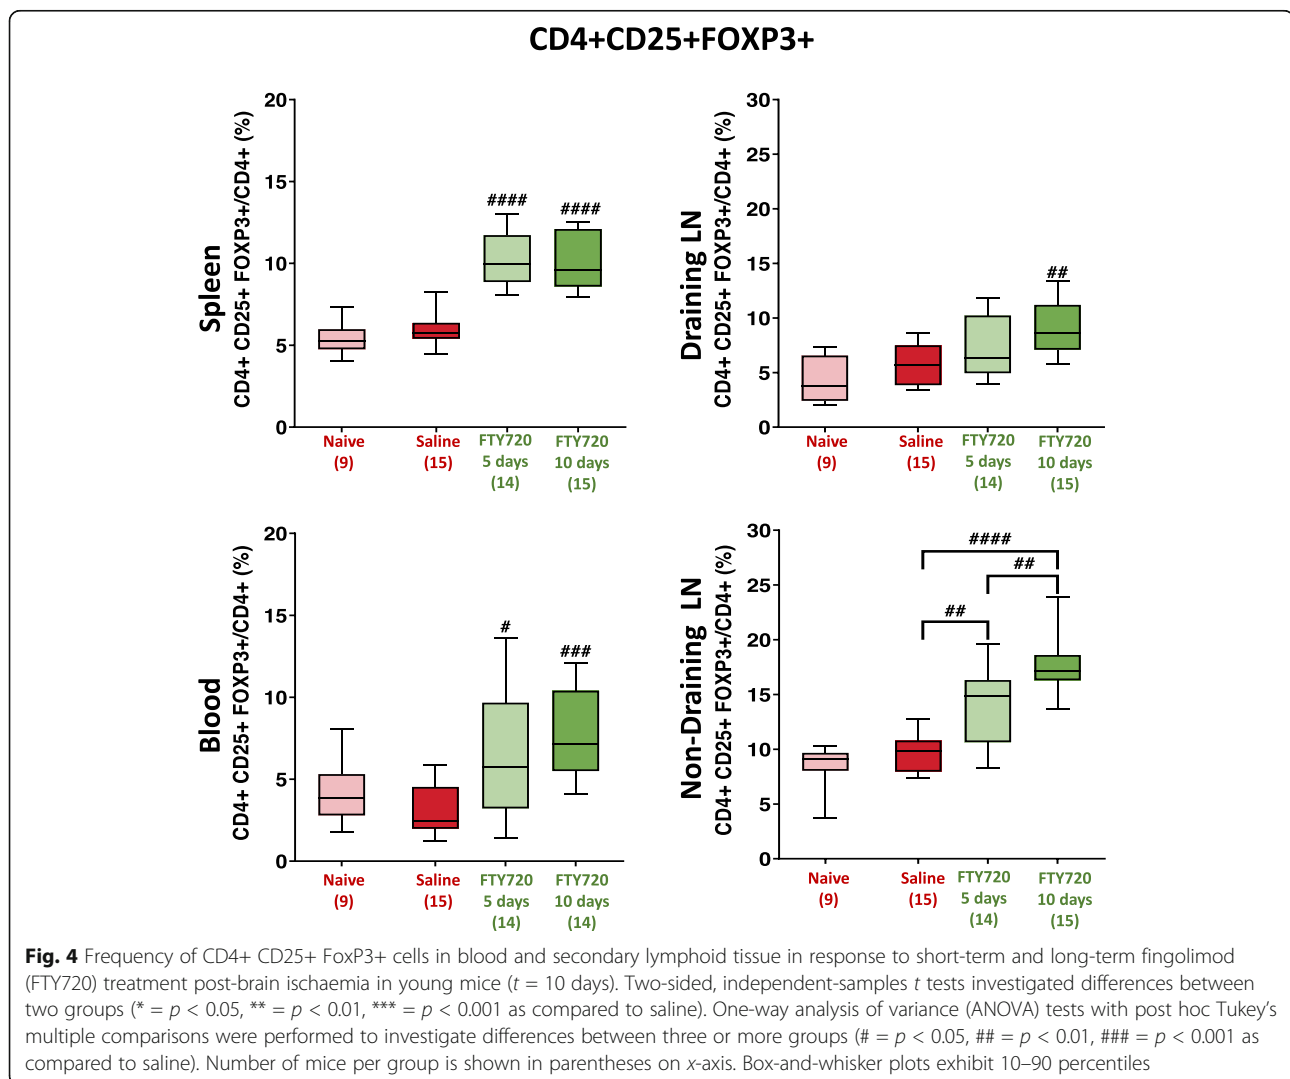 CD4+CD25+FOXP3+
Spleen
CD4+ CD25+ FOXP3+/CD4+ (%)
20
15
10
5
0
####
####
Naive
(9)
Saline
(15)
FTY720
5 days
(14)
FTY720
10 days
(15)
Draining LN
CD4+ CD25+ FOXP3+/CD4+ (%)
30
25
20
15
10
5
0
##
Naive
(9)
Saline
(15)
FTY720
5 days
(14)
FTY720
10 days
(15)
Blood
CD4+ CD25+ FOXP3+/CD4+ (%)
20
15
10
5
0
#
###
Naive
(9)
Saline
(15)
FTY720
5 days
(14)
FTY720
10 days
(14)
Non-Draining LN
CD4+ CD25+ FOXP3+/CD4+ (%)
30
25
20
15
10
5
0
####
##
##
Naive
(9)
Saline
(15)
FTY720
5 days
(14)
FTY720
10 days
(15)
Fig. 4 Frequency of CD4+ CD25+ FoxP3+ cells in blood and secondary lymphoid tissue in response to short-term and long-term fingolimod
(FTY720) treatment post-brain ischaemia in young mice (t = 10 days). Two-sided, independent-samples t tests investigated differences between
two groups (* = p < 0.05, ** = p < 0.01, *** = p < 0.001 as compared to saline). One-way analysis of variance (ANOVA) tests with post hoc Tukey's
multiple comparisons were performed to investigate differences between three or more groups (# = p < 0.05, ## = p < 0.01, ### = p < 0.001 as
compared to saline). Number of mice per group is shown in parentheses on x-axis. Box-and-whisker plots exhibit 10–90 percentiles